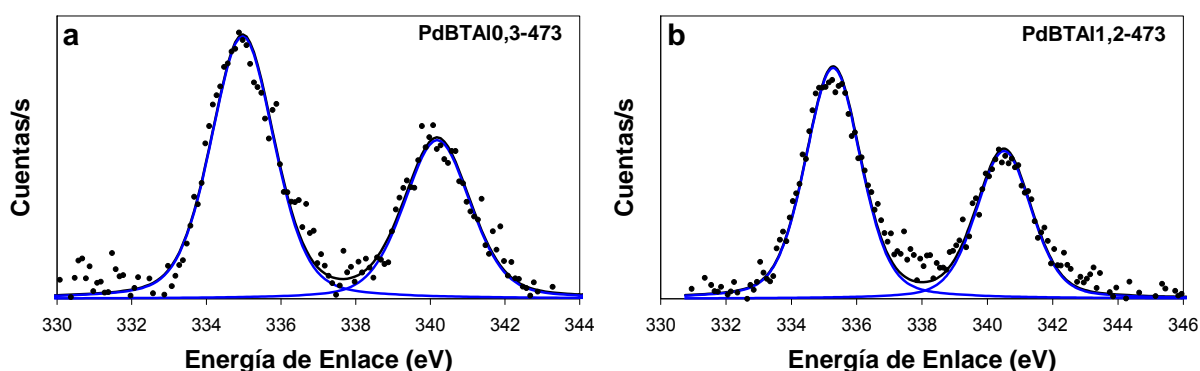 a
PdBTAl0,3-473
Cuentas/s
330 332 334 336 338 340 342 344
Energía de Enlace (eV)
b
PdBTAl1,2-473
Cuentas/s
330 332 334 336 338 340 342 344 346
Energía de Enlace (eV)